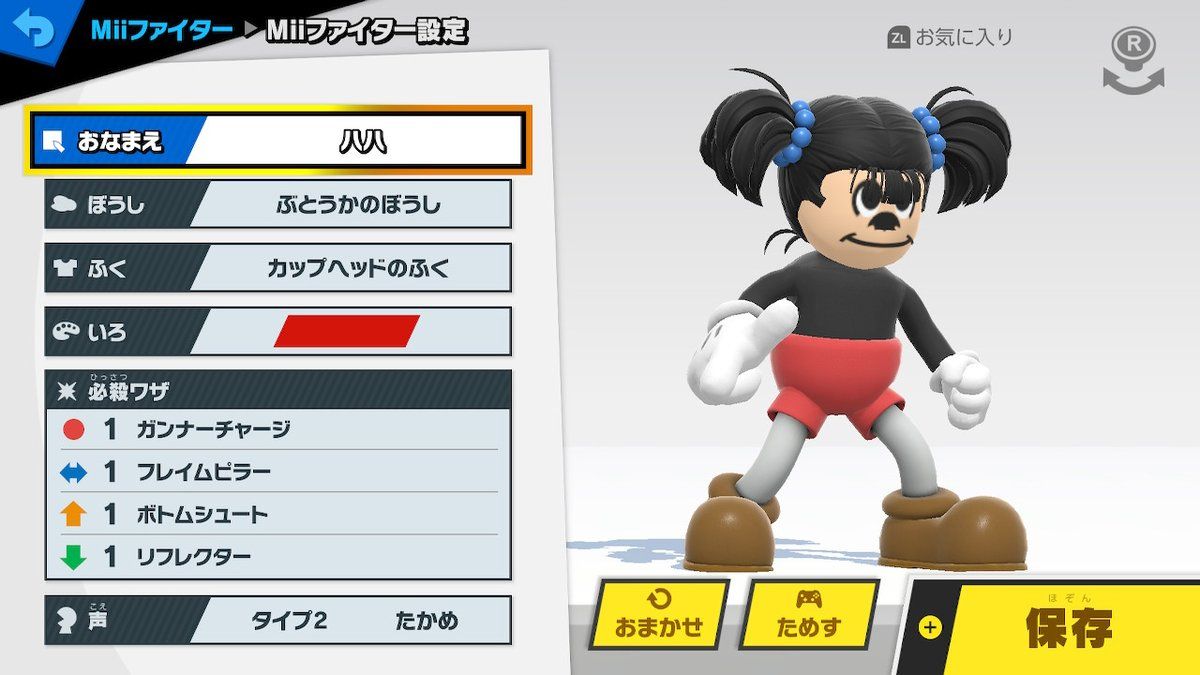 Miiファイター ▶ Miiファイター設定
ZL お気に入り
R
おなまえ ハハ
ぼうし ぶとうかのぼうし
ふく カップヘッドのふく
いろ
ひっさつ
必殺ワザ
1 ガンナーチャージ
1 フレイムピラー
1 ボトムシュート
1 リフレクター
こえ
声 タイプ2 たかめ
おまかせ
ためす
ほぞん
+ 保存